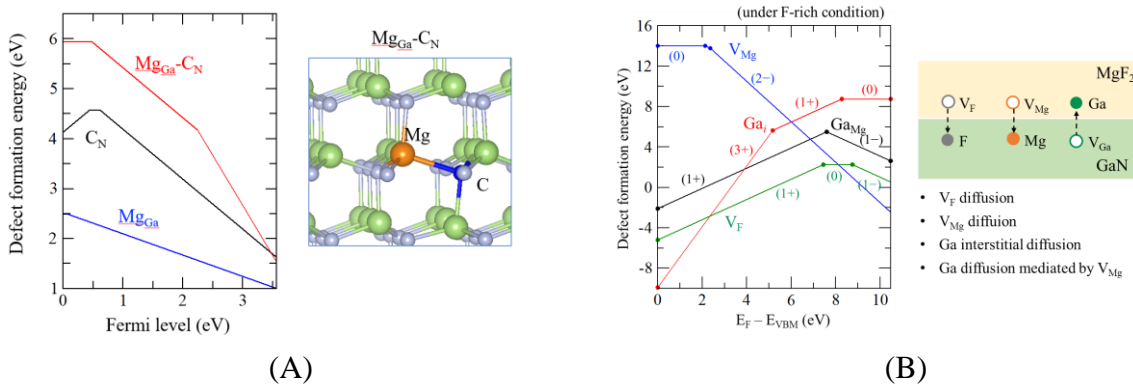 Defect formation energy (eV)
6
5
4
3
2
1
Mg_Ga-C_N
C_N
Mg_Ga
0
1
2
3
Fermi level (eV)
Mg_Ga-C_N
Mg
C
(A)
(under F-rich condition)
Defect formation energy (eV)
16
12
8
4
0
-4
-8
(0)
V_Mg
(2−)
(0)
(1+)
Ga_i
Ga_Mg
(3+)
(1−)
(1+)
(0)
(1+)
(1−)
V_F
0
2
4
6
8
10
E_F – E_VBM (eV)
MgF₂
V_F
V_Mg
Ga
F
Mg
V_Ga
GaN
• V_F diffusion
• V_Mg diffuion
• Ga interstitial diffusion
• Ga diffusion mediated by V_Mg
(B)